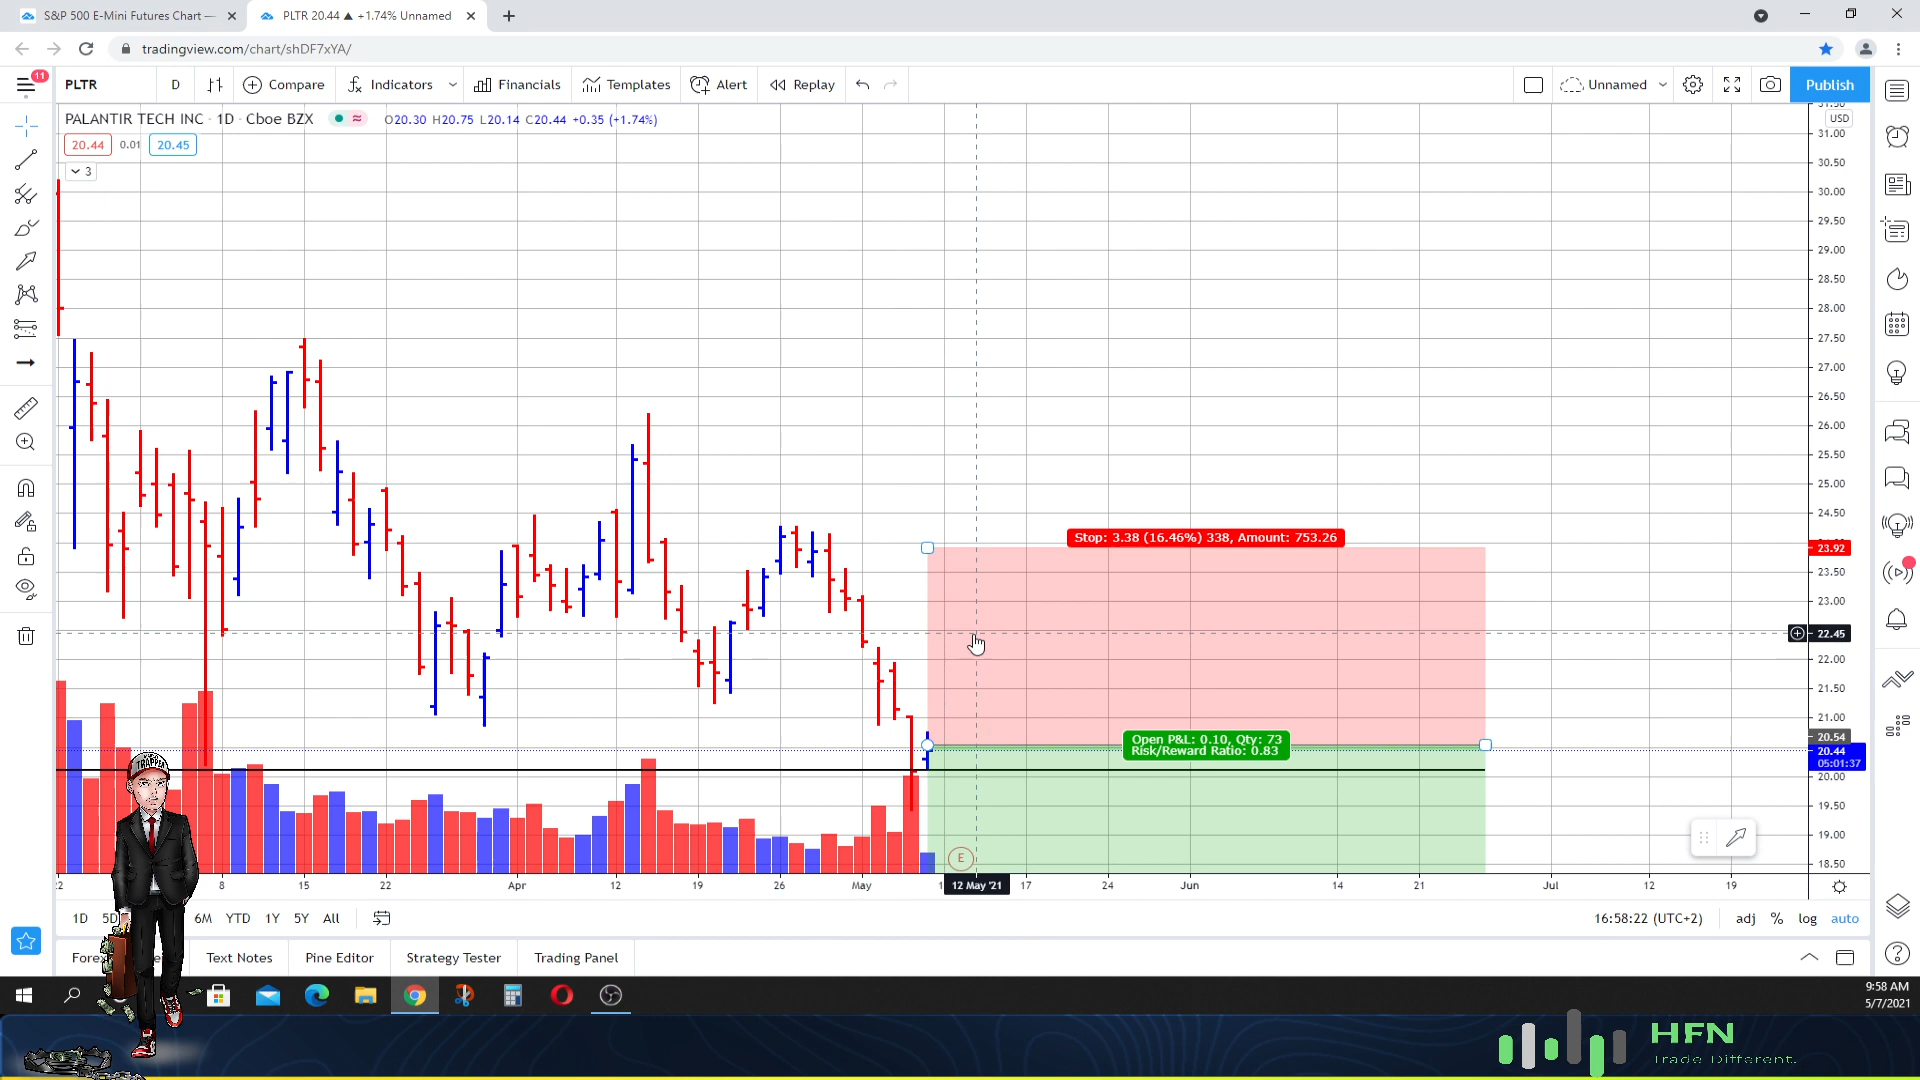 S&P 500 E-Mini Futures Chart —
PLTR 20.44 ▲ +1.74% Unnamed
tradingview.com/chart/shDF7xYA/
11
PLTR
D
Compare
Indicators
Financials
Templates
Alert
Replay
Unnamed
Publish
PALANTIR TECH INC · 1D · Cboe BZX
O20.30 H20.75 L20.14 C20.44 +0.35 (+1.74%)
20.44
0.01
20.45
3
USD
31.00
30.50
30.00
29.50
29.00
28.50
28.00
27.50
27.00
26.50
26.00
25.50
25.00
24.50
23.92
23.50
23.00
22.45
22.00
21.50
21.00
20.54
20.44
05:01:37
20.00
19.50
19.00
18.50
Stop: 3.38 (16.46%) 338, Amount: 753.26
Open P&L: 0.10, Qty: 73
Risk/Reward Ratio: 0.83
TRAPPER
E
8
15
22
Apr
12
19
26
May
12 May '21
17
24
Jun
14
21
Jul
12
19
1D
5D
6M
YTD
1Y
5Y
All
16:58:22 (UTC+2)
adj
%
log
auto
Text Notes
Pine Editor
Strategy Tester
Trading Panel
9:58 AM
5/7/2021
HFN
Trade Different.